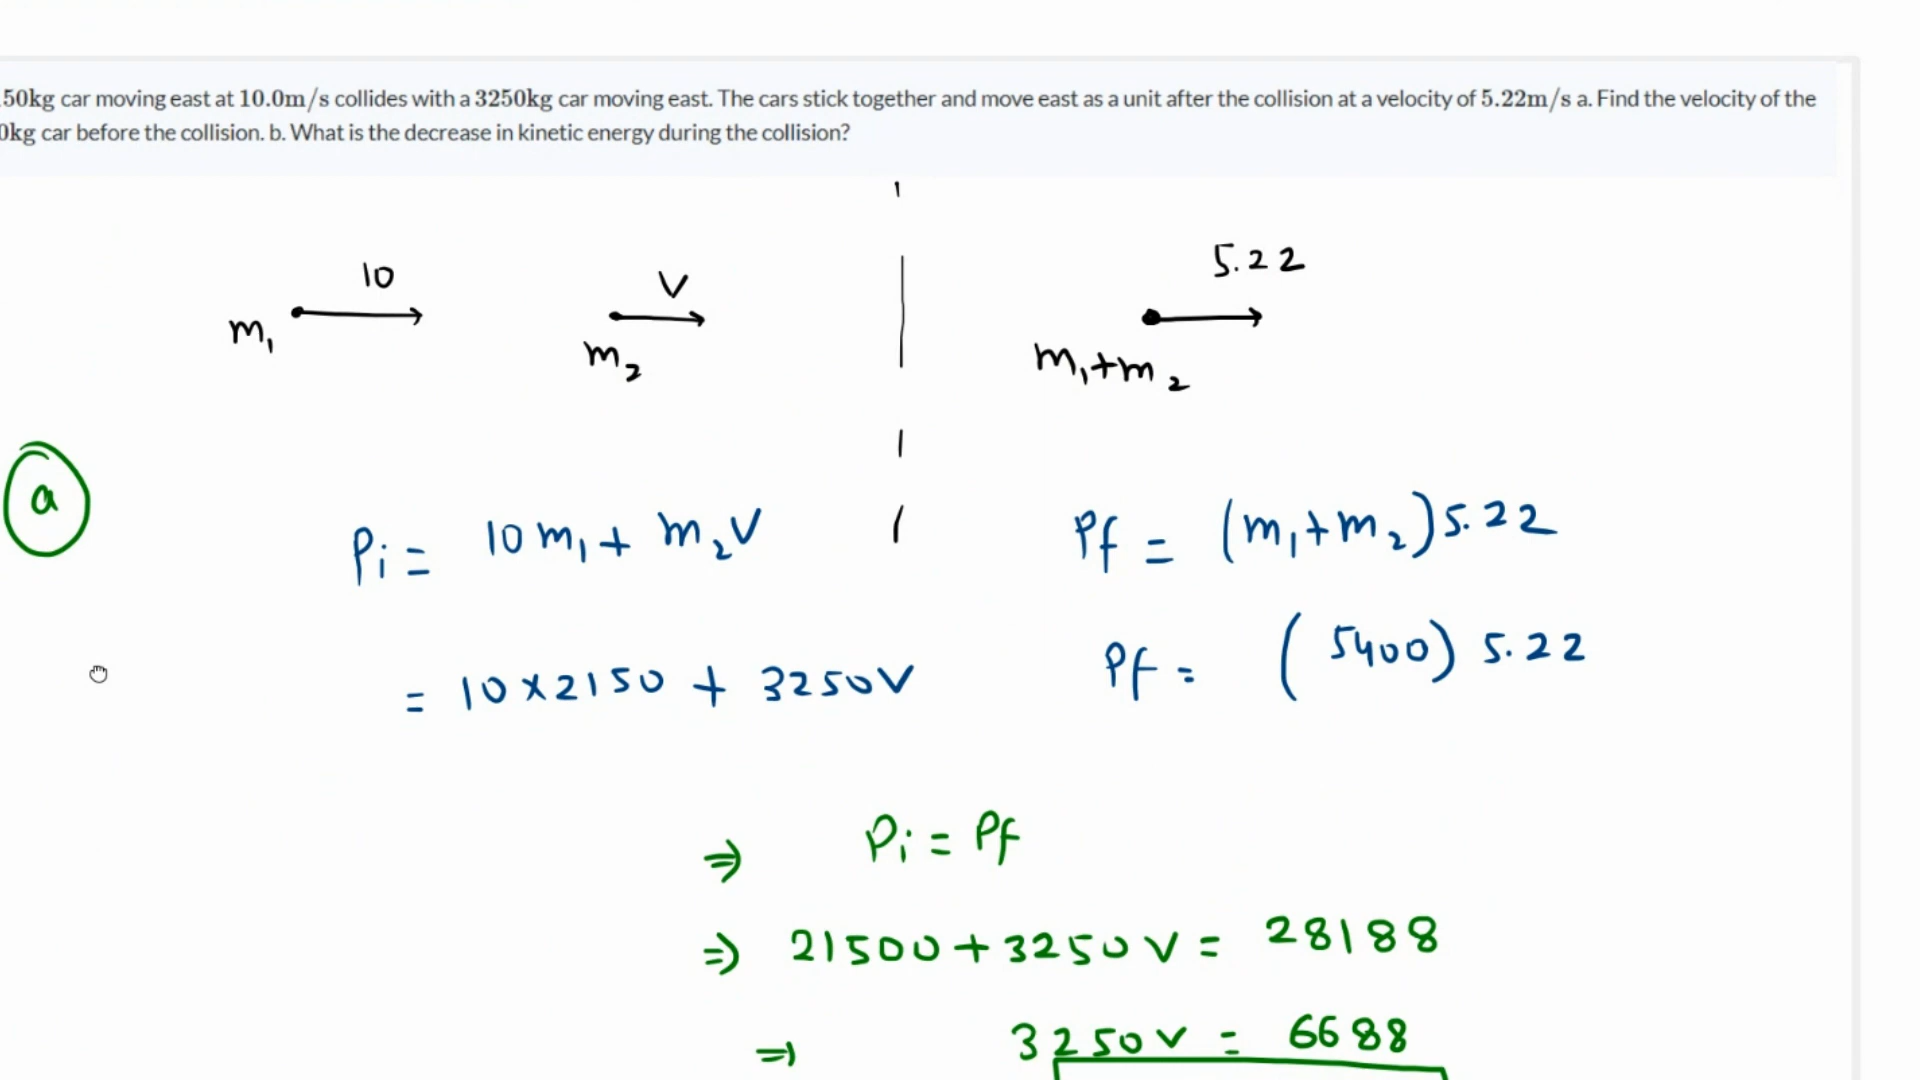 50kg car moving east at 10.0m/s collides with a 3250kg car moving east. The cars stick together and move east as a unit after the collision at a velocity of 5.22m/s a. Find the velocity of the
0kg car before the collision. b. What is the decrease in kinetic energy during the collision?
10
V
5.22
m₁
m₂
m₁+m₂
a
Pi = 10m₁ + m₂V
Pf = (m₁+m₂)5.22
= 10×2150 + 3250V
Pf = (5400) 5.22
⇒ Pi = Pf
⇒ 21500 + 3250V = 28188
⇒ 3250V = 6688